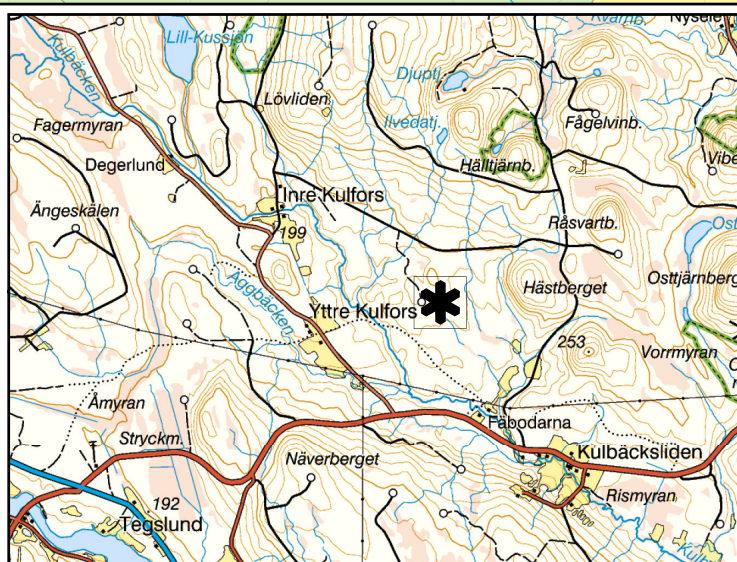 Kvarnb.
Nysele
Lill-Kussjön
Kulbäcken
Djuptj.
Lövliden
Fagermyran
Ilvedatj.
Fågelvinb.
Degerlund
Hälltjärnb.
Inre Kulfors
Ängeskälen
Råsvartb.
199
Äggbäcken
Hästberget
Yttre Kulfors
253
Vorrmyran
Åmyran
Fäbodarna
Stryckm.
Näverberget
Kulbäcksliden
192
Rismyran
Tegslund